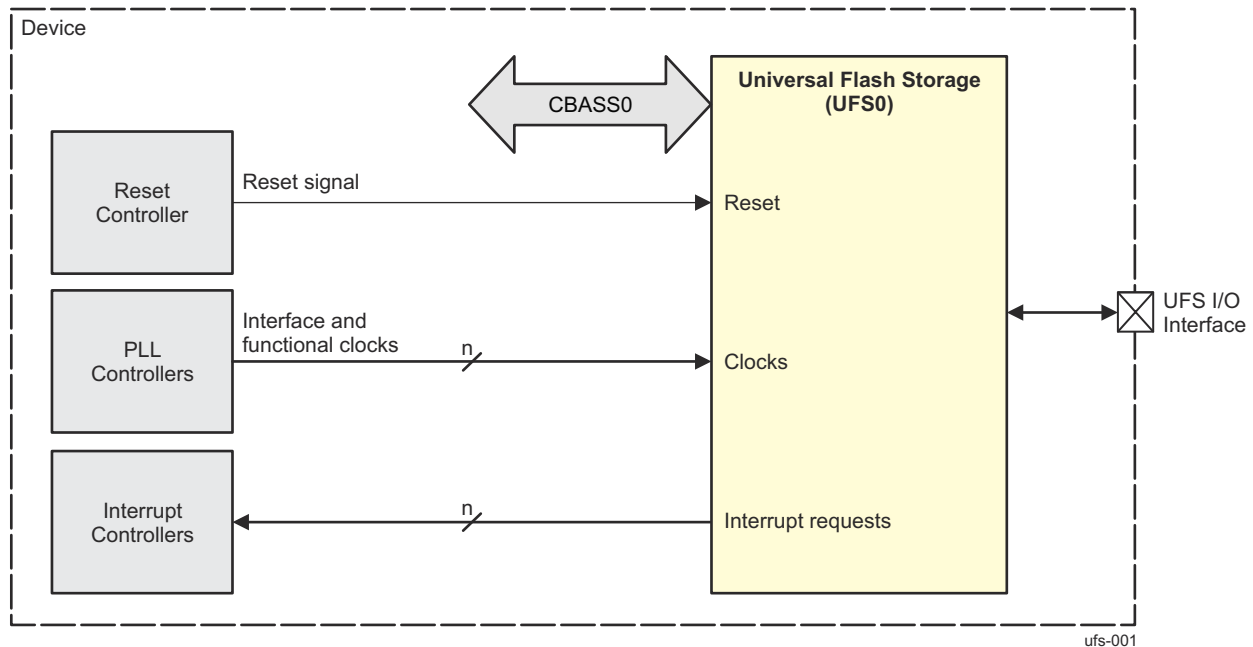 Device
CBASS0
Universal Flash Storage
(UFS0)
Reset
Controller
Reset signal
Reset
UFS I/O
Interface
PLL
Controllers
Interface and
functional clocks
n
Clocks
Interrupt
Controllers
n
Interrupt requests
ufs-001